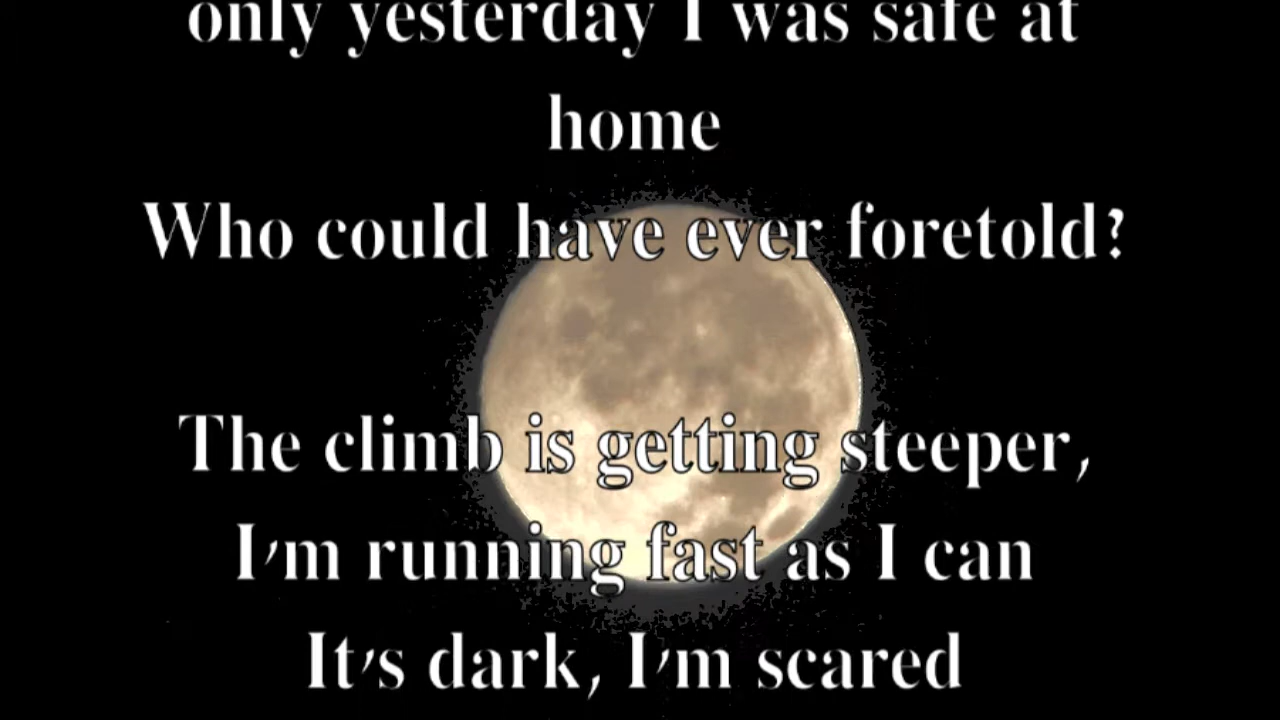 only yesterday I was safe at
home
Who could have ever foretold?
The climb is getting steeper,
I'm running fast as I can
It's dark, I'm scared